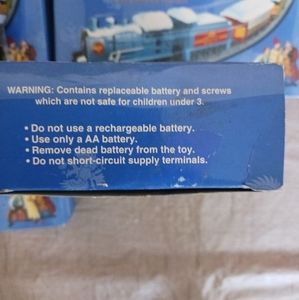 WARNING: Contains replaceable battery and screws
which are not safe for children under 3.
• Do not use a rechargeable battery.
• Use only a AA battery.
• Remove dead battery from the toy.
• Do not short-circuit supply terminals.